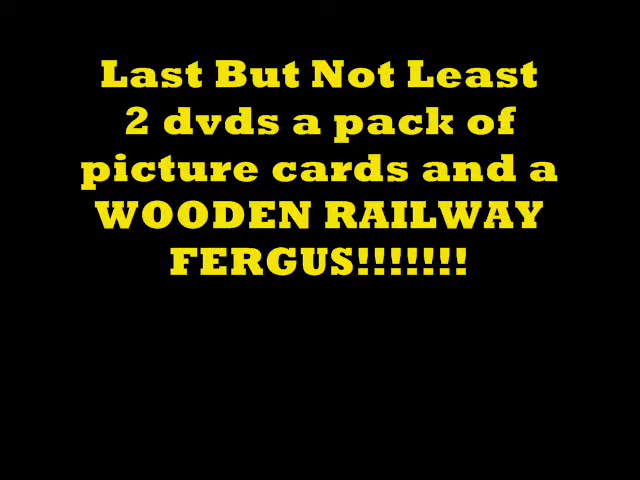 Last But Not Least
2 dvds a pack of
picture cards and a
WOODEN RAILWAY
FERGUS!!!!!!!